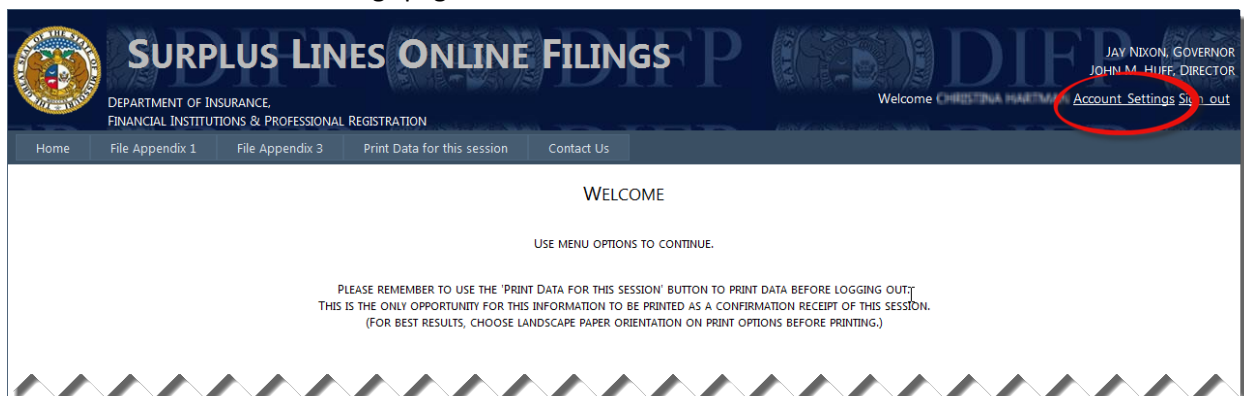 SURPLUS LINES ONLINE FILINGS
DEPARTMENT OF INSURANCE,
FINANCIAL INSTITUTIONS & PROFESSIONAL REGISTRATION
JAY NIXON, GOVERNOR
JOHN M. HUFF, DIRECTOR
Welcome Account Settings Sign out
Home File Appendix 1 File Appendix 3 Print Data for this session Contact Us
WELCOME
USE MENU OPTIONS TO CONTINUE.
PLEASE REMEMBER TO USE THE 'PRINT DATA FOR THIS SESSION' BUTTON TO PRINT DATA BEFORE LOGGING OUT.
THIS IS THE ONLY OPPORTUNITY FOR THIS INFORMATION TO BE PRINTED AS A CONFIRMATION RECEIPT OF THIS SESSION.
(FOR BEST RESULTS, CHOOSE LANDSCAPE PAPER ORIENTATION ON PRINT OPTIONS BEFORE PRINTING.)